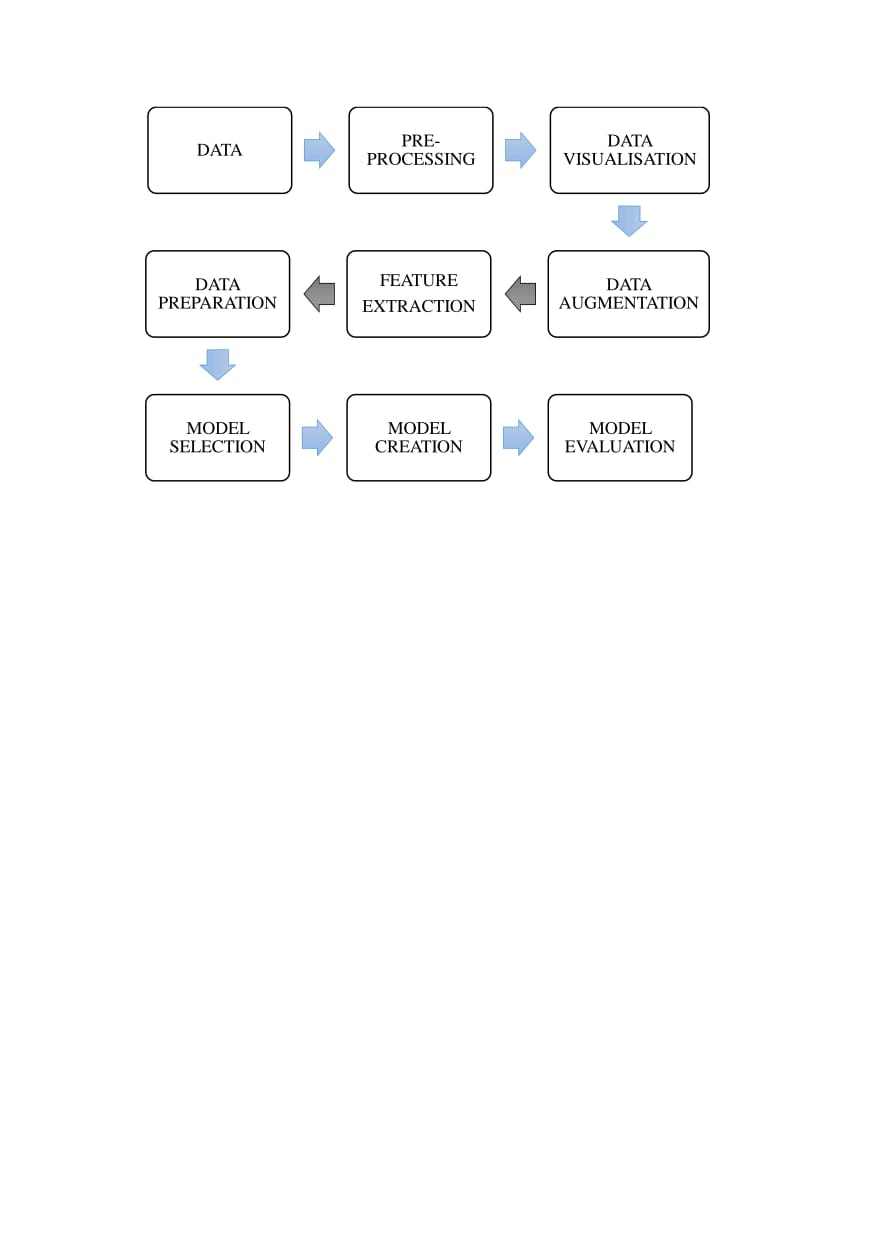 DATA
PRE-
PROCESSING
DATA
VISUALISATION
DATA
PREPARATION
FEATURE
EXTRACTION
DATA
AUGMENTATION
MODEL
SELECTION
MODEL
CREATION
MODEL
EVALUATION